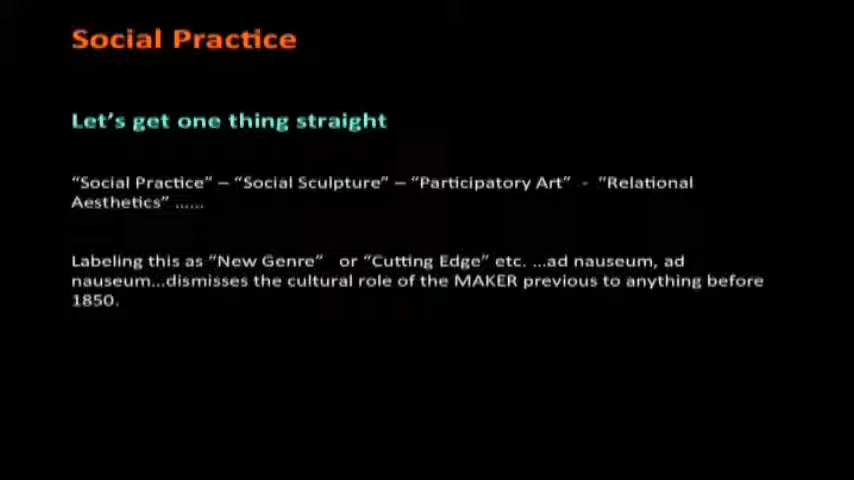 Social Practice
Let's get one thing straight
“Social Practice” – “Social Sculpture” – “Participatory Art”  -  “Relational
Aesthetics” ......
Labeling this as “New Genre”   or “Cutting Edge” etc. ...ad nauseum, ad
nauseum...dismisses the cultural role of the MAKER previous to anything before
1850.